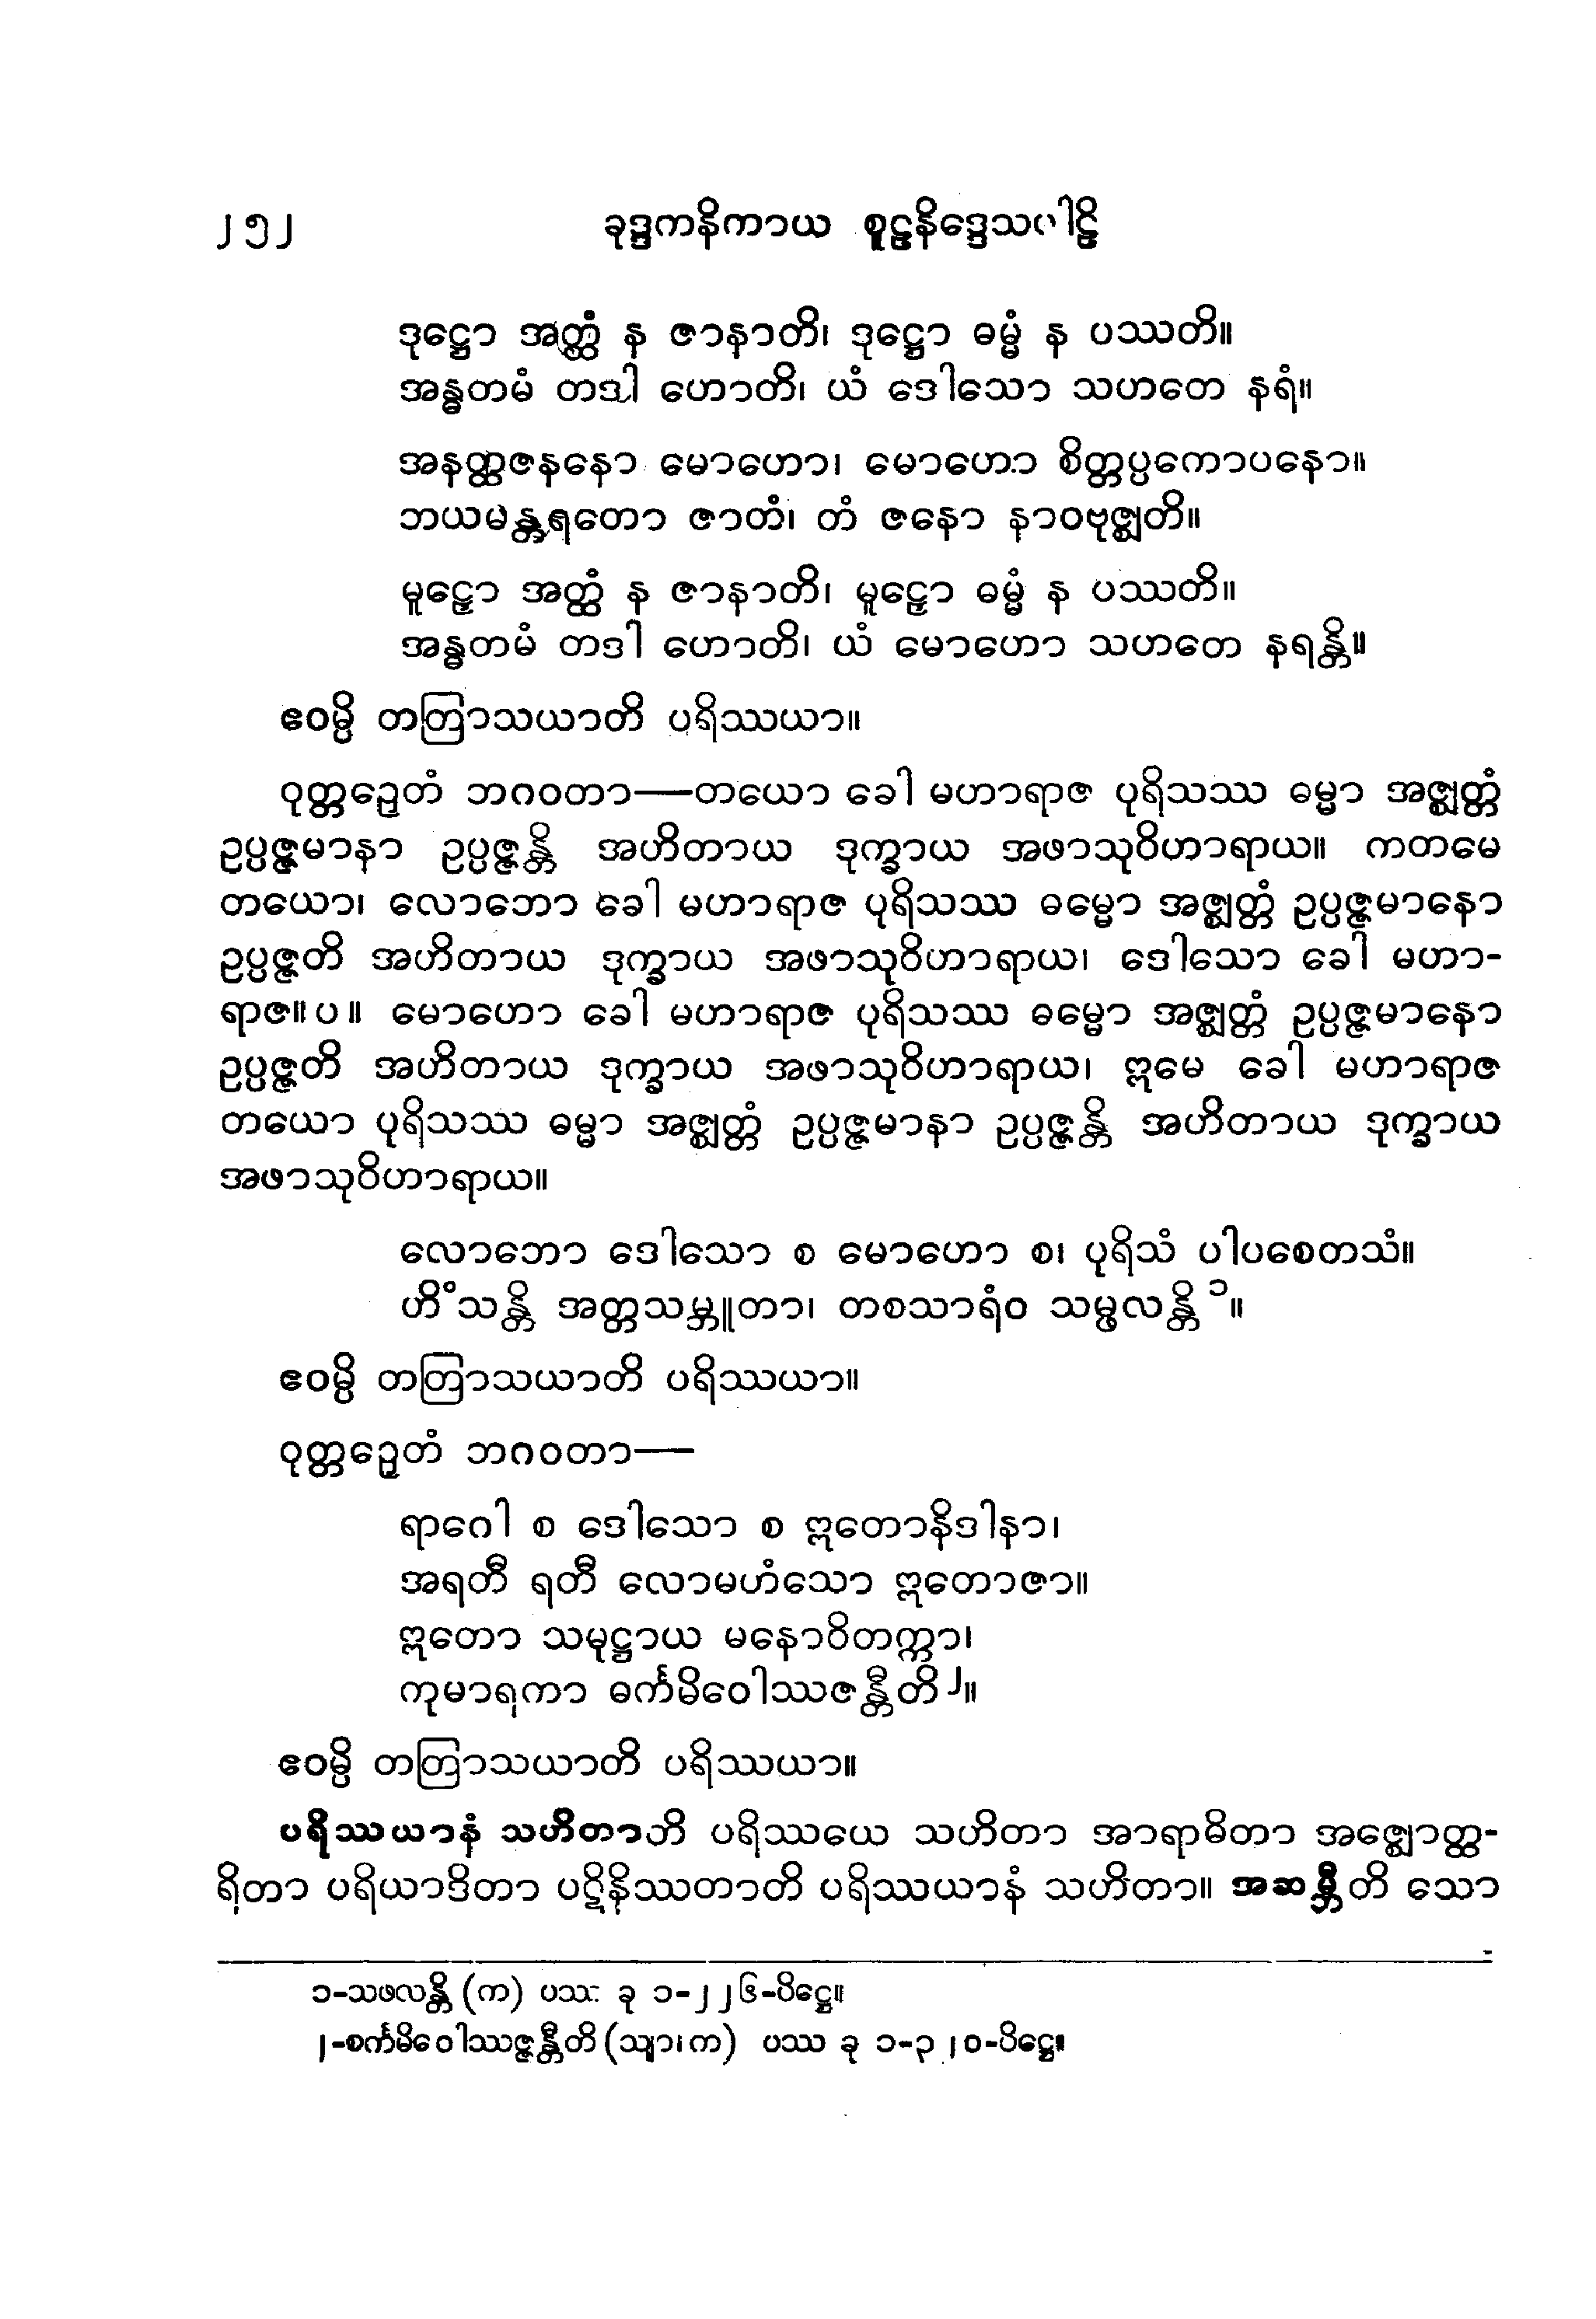 ၂၅၂ ခုဒ္ဒကနိကာယ စူဠနိဒ္ဒေသပါဠိ
ဒုဋ္ဌော အတ္ထံ န ဇာနာတိ၊ ဒုဋ္ဌော ဓမ္မံ န ပဿတိ။
အန္ဓတမံ တဒါ ဟောတိ၊ ယံ ဒေါသော သဟတေ နရံ။
အနတ္ထဇနနော မောဟော၊ မောဟော စိတ္တပ္ပကောပနော။
ဘယမန္တရတော ဇာတံ၊ တံ ဇနော နာဝဗုဇ္ဈတိ။
မူဠှော အတ္ထံ န ဇာနာတိ၊ မူဠှော ဓမ္မံ န ပဿတိ။
အန္ဓတမံ တဒါ ဟောတိ၊ ယံ မောဟော သဟတေ နရန္တိ။
ဧဝမ္ပိ တတြာသယာတိ ပရိဿယာ။
ဝုတ္တဉှေတံ ဘဂဝတာ—တယော ခေါ မဟာရာဇ ပုရိသဿ ဓမ္မာ အဇ္ဈတ္တံ
ဥပ္ပဇ္ဇမာနာ ဥပ္ပဇ္ဇန္တိ အဟိတာယ ဒုက္ခာယ အဖာသုဝိဟာရာယ။ ကတမေ
တယော၊ လောဘော ခေါ မဟာရာဇ ပုရိသဿ ဓမ္မော အဇ္ဈတ္တံ ဥပ္ပဇ္ဇမာနော
ဥပ္ပဇ္ဇတိ အဟိတာယ ဒုက္ခာယ အဖာသုဝိဟာရာယ၊ ဒေါသော ခေါ မဟာ-
ရာဇ။ပ။ မောဟော ခေါ မဟာရာဇ ပုရိသဿ ဓမ္မော အဇ္ဈတ္တံ ဥပ္ပဇ္ဇမာနော
ဥပ္ပဇ္ဇတိ အဟိတာယ ဒုက္ခာယ အဖာသုဝိဟာရာယ၊ ဣမေ ခေါ မဟာရာဇ
တယော ပုရိသဿ ဓမ္မာ အဇ္ဈတ္တံ ဥပ္ပဇ္ဇမာနာ ဥပ္ပဇ္ဇန္တိ အဟိတာယ ဒုက္ခာယ
အဖာသုဝိဟာရာယ။
လောဘော ဒေါသော စ မောဟော စ၊ ပုရိသံ ပါပစေတသံ။
ဟိံသန္တိ အတ္တသမ္ဘူတာ၊ တစသာရံဝ သမ္ဖလန္တိ ၁။
ဧဝမ္ပိ တတြာသယာတိ ပရိဿယာ။
ဝုတ္တဉှေတံ ဘဂဝတာ—
ရာဂေါ စ ဒေါသော စ ဣတောနိဒါနာ၊
အရတီ ရတီ လောမဟံသော ဣတောဇာ။
ဣတော သမုဋ္ဌာယ မနောဝိတက္ကာ၊
ကုမာရကာ ဓင်္ကမိဝေါဿဇန္တီတိ ၂။
ဧဝမ္ပိ တတြာသယာတိ ပရိဿယာ။
ပရိဿယာနံ သဟိတာတိ ပရိဿယေ သဟိတာ အာရာဓိတာ အဇ္ဈောတ္ထ-
ရိတာ ပရိယာဒိတာ ပဋိနိဿတာတိ ပရိဿယာနံ သဟိတာ။ အဆမ္ဘီတိ သော
၁-သဖလန္တိ (က) ပဿ ခု ၁-၂၂၆-ပိဋ္ဌေ။
၂-စင်္ကမိဝေါဿဇ္ဇန္တီတိ (သျာ၊က) ပဿ ခု ၁-၃၂၀-ပိဋ္ဌေ။